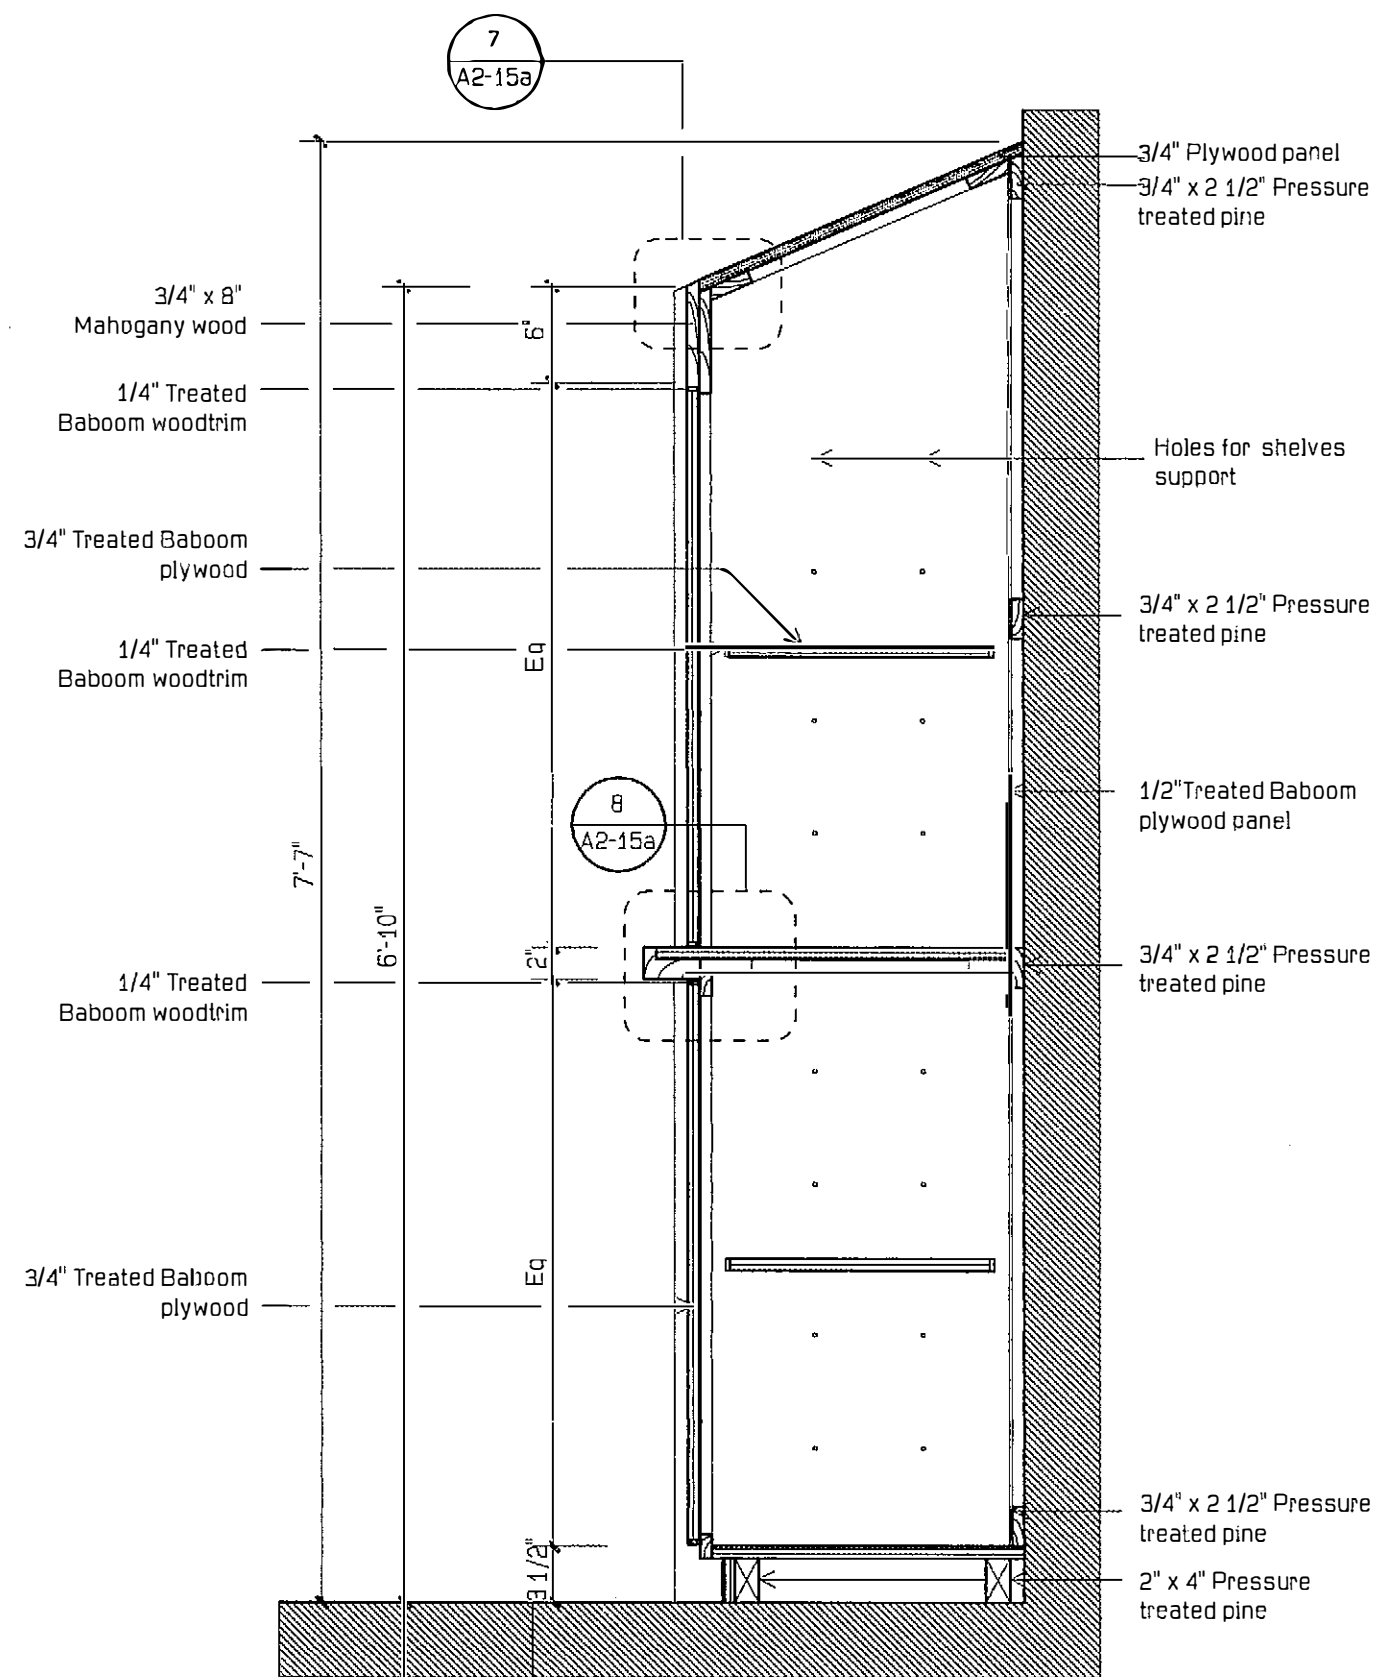 7
A2-15a
3/4" Plywood panel
3/4" x 2 1/2" Pressure
treated pine
3/4" x 8"
Mahogany wood
6"
1/4" Treated
Baboom woodtrim
Holes for shelves
support
3/4" Treated Baboom
plywood
3/4" x 2 1/2" Pressure
treated pine
1/4" Treated
Baboom woodtrim
Eq
8
A2-15a
1/2"Treated Baboom
plywood panel
7'-7"
6'-10"
2"
3/4" x 2 1/2" Pressure
treated pine
1/4" Treated
Baboom woodtrim
3/4" Treated Baboom
plywood
Eq
3/4" x 2 1/2" Pressure
treated pine
3 1/2"
2" x 4" Pressure
treated pine